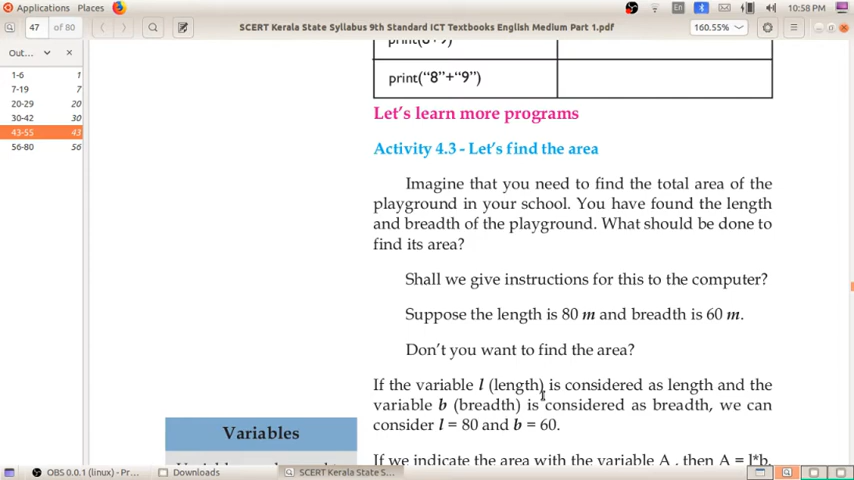 Applications Places En 10:58 PM
47 of 80 SCERT Kerala State Syllabus 9th Standard ICT Textbooks English Medium Part 1.pdf 160.55%
Out...
1-6 1
7-19 7
20-29 20
30-42 30
43-55 43
56-80 56
print(8+9)
print(“8”+“9”)
Let’s learn more programs
Activity 4.3 - Let’s find the area
Imagine that you need to find the total area of the
playground in your school. You have found the length
and breadth of the playground. What should be done to
find its area?
Shall we give instructions for this to the computer?
Suppose the length is 80 m and breadth is 60 m.
Don’t you want to find the area?
If the variable l (length) is considered as length and the
variable b (breadth) is considered as breadth, we can
consider l = 80 and b = 60.
Variables
If we indicate the area with the variable A , then A = l*b.
OBS 0.0.1 (linux) - Pr... Downloads SCERT Kerala State S...